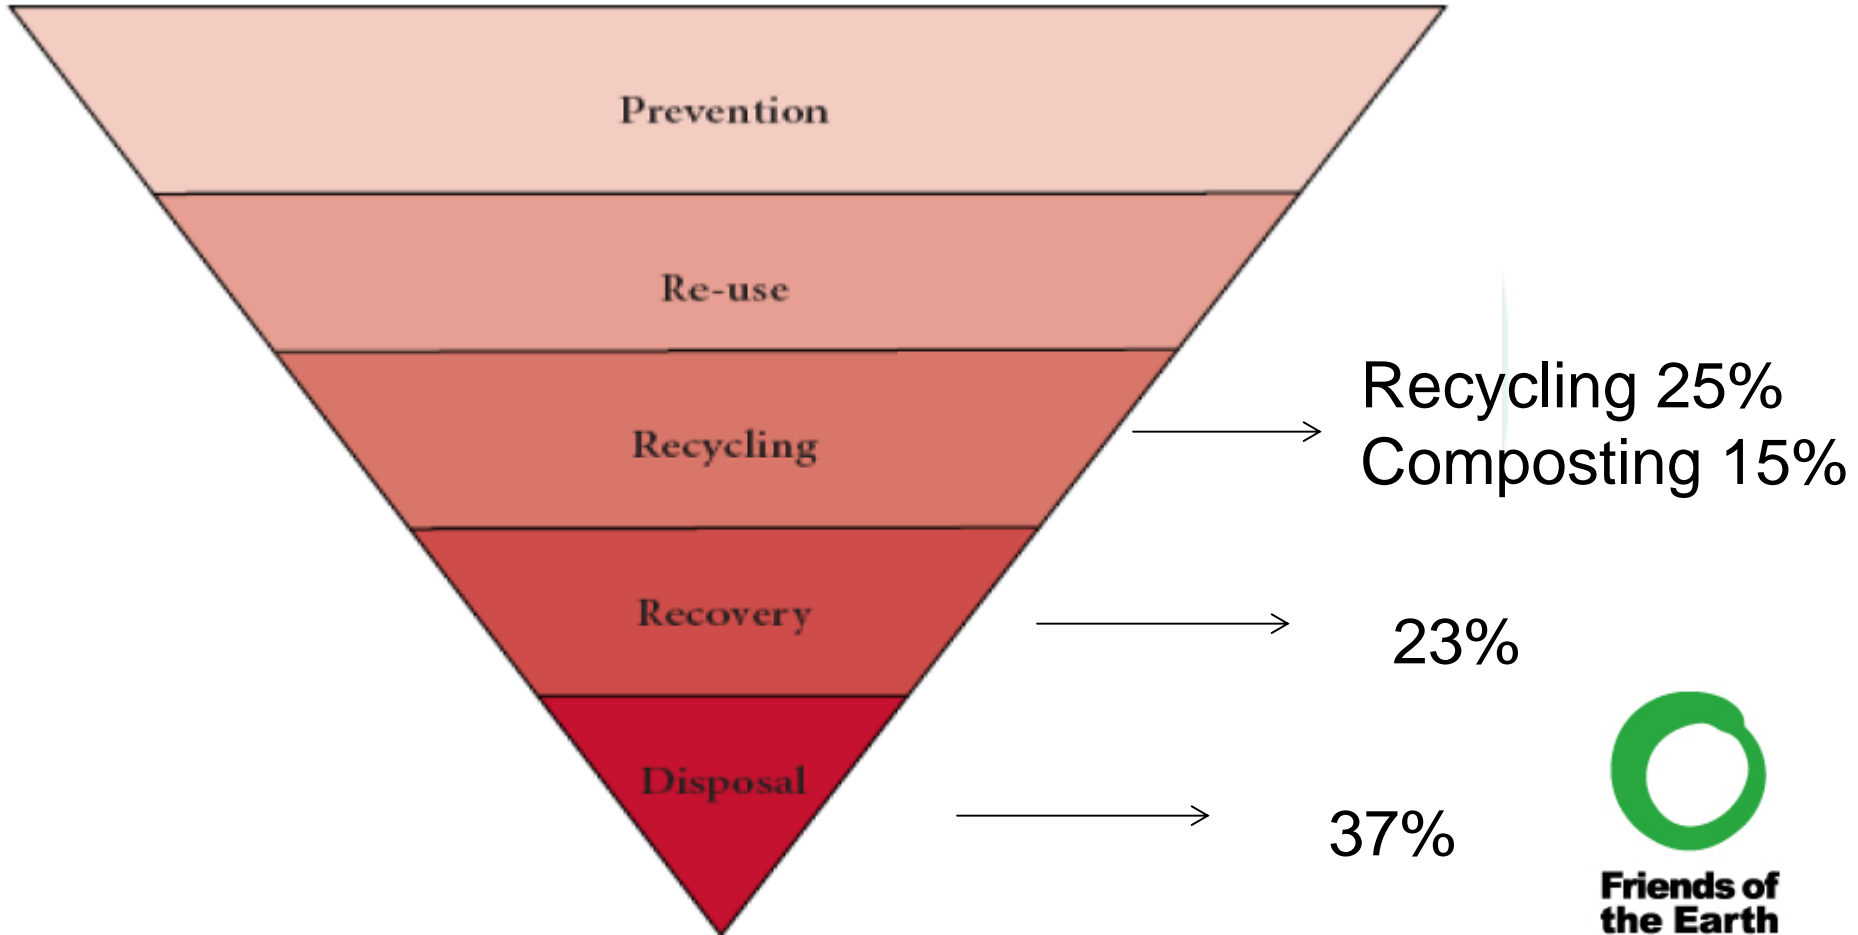 Prevention
Re-use
Recycling
Recycling 25%
Composting 15%
Recovery
23%
Disposal
37%
Friends of
the Earth